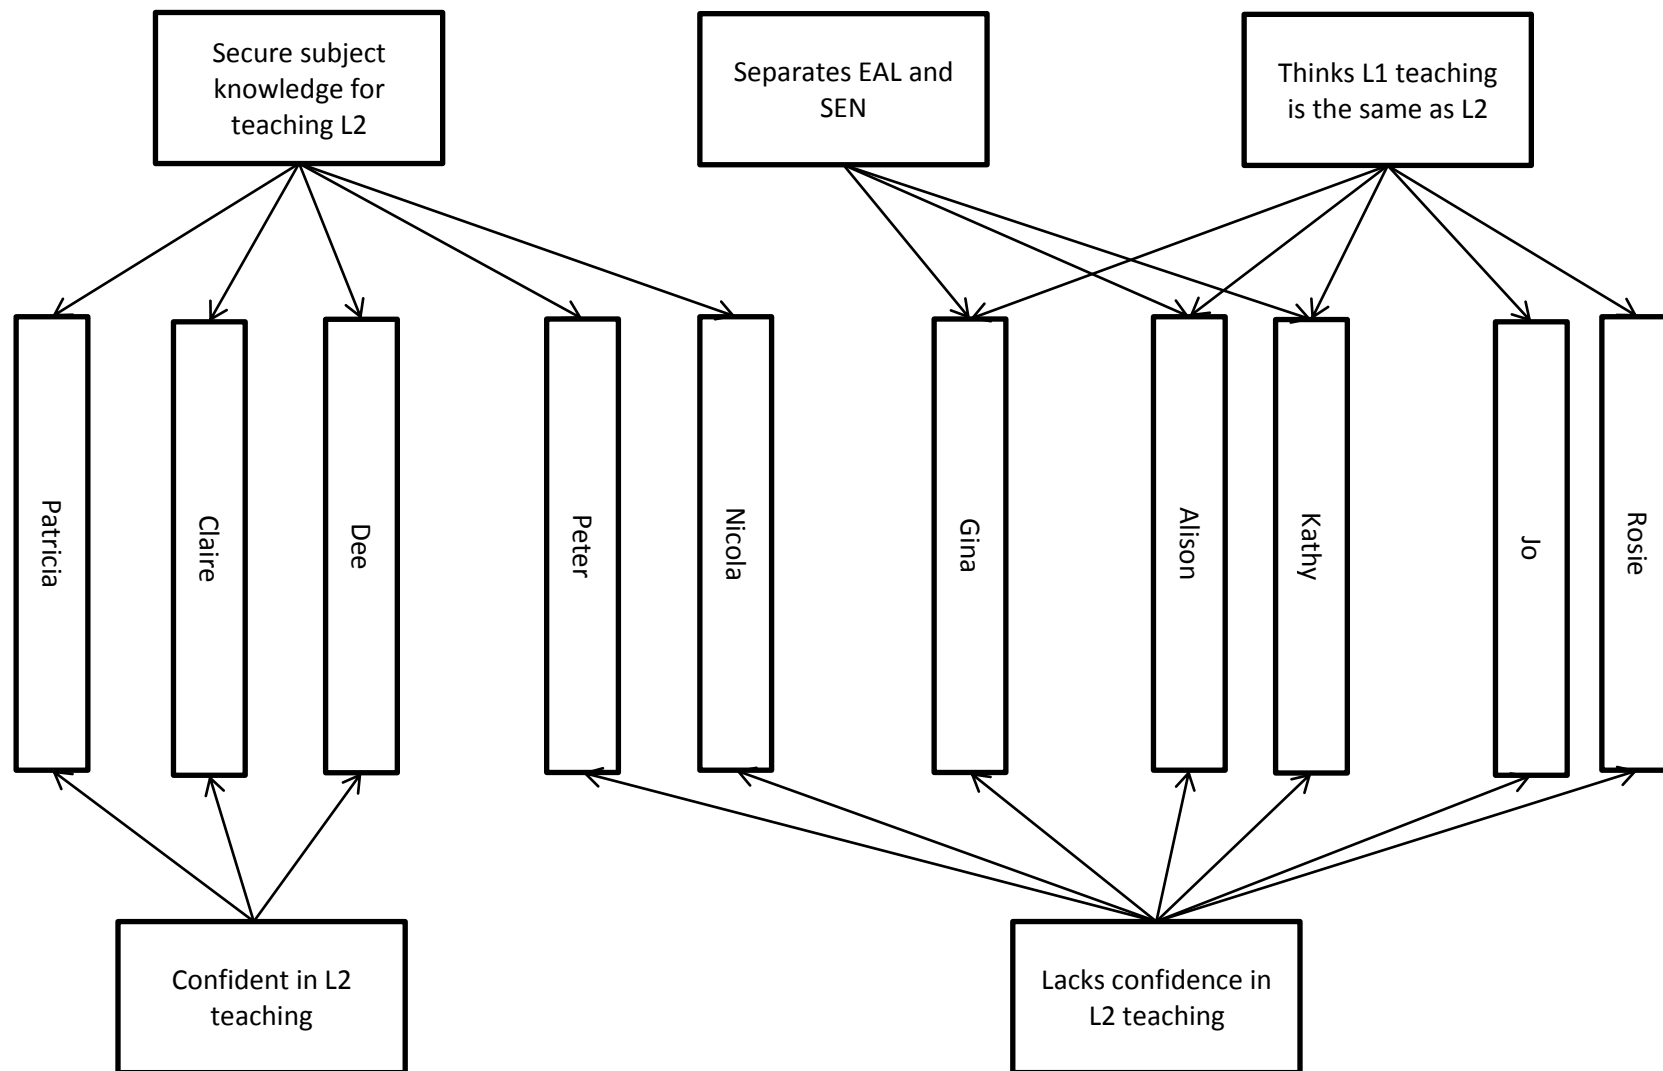 Secure subject
knowledge for
teaching L2
Separates EAL and
SEN
Thinks L1 teaching
is the same as L2
Patricia
Claire
Dee
Peter
Nicola
Gina
Alison
Kathy
Jo
Rosie
Confident in L2
teaching
Lacks confidence in
L2 teaching